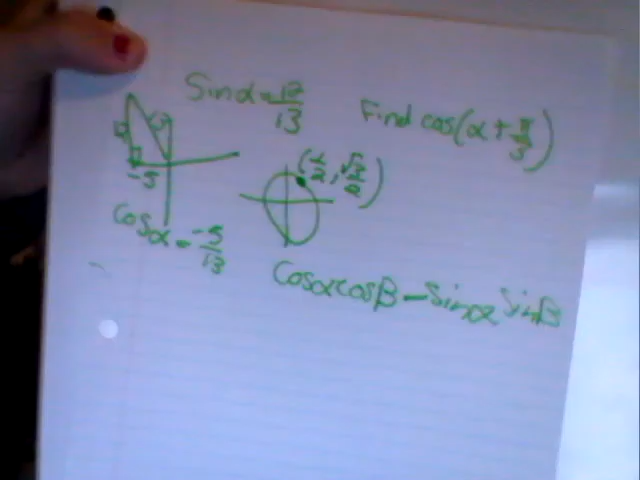 Sin α = 12/13
Find cos(α + π/3)
12 13
-5
(1/2, √3/2)
cos α = -5/13
cos α cos β - sin α sin β